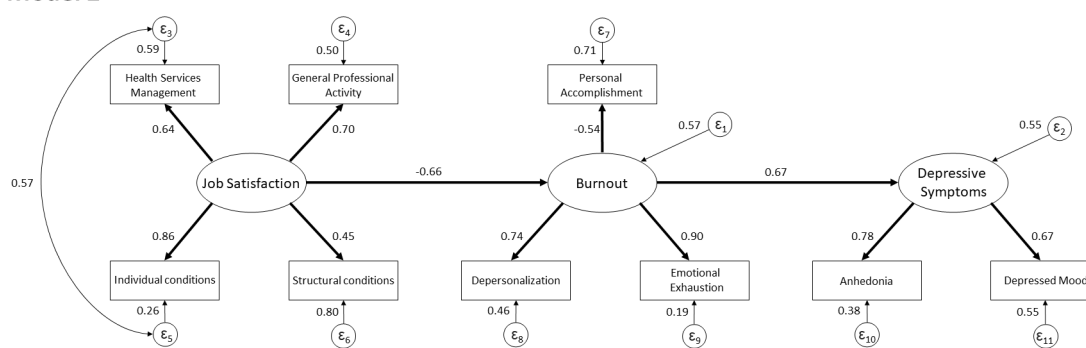 ε3
ε4
ε7
0.59
0.50
0.71
Health Services
Management
General Professional
Activity
Personal
Accomplishment
ε1
ε2
0.64
0.70
-0.54
0.57
0.55
0.57
Job Satisfaction
-0.66
Burnout
0.67
Depressive
Symptoms
0.86
0.45
0.74
0.90
0.78
0.67
Individual conditions
Structural conditions
Depersonalization
Emotional
Exhaustion
Anhedonia
Depressed Mood
0.26
0.80
0.46
0.19
0.38
0.55
ε5
ε6
ε8
ε9
ε10
ε11